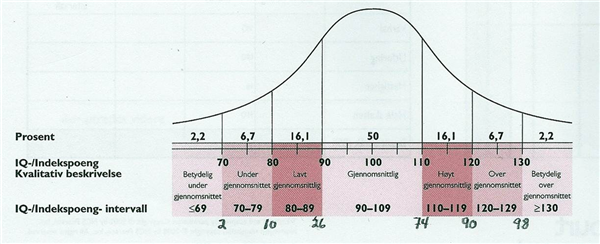 Prosent 2,2 6,7 16,1 50 16,1 6,7 2,2
IQ-/Indekspoeng 70 80 90 100 110 120 130
Kvalitativ beskrivelse Betydelig Under Lavt Gjennomsnittlig Høyt Over Betydelig
under gjennomsnittet gjennomsnittlig gjennomsnittlig gjennomsnittet over
gjennomsnittet gjennomsnittet
IQ-/Indekspoeng- intervall ≤69 70–79 80–89 90–109 110–119 120–129 ≥130
2 10 26 74 90 98